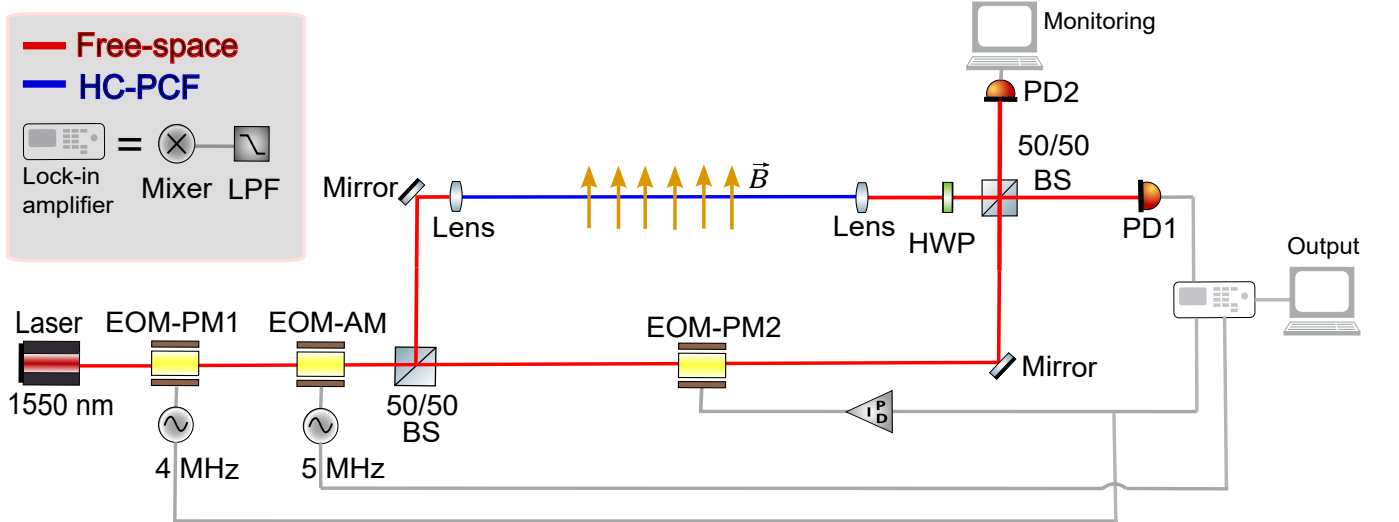 Free-space
HC-PCF
=
Lock-in
amplifier
Mixer
LPF
Monitoring
PD2
50/50
BS
Mirror
Lens
B
Lens
HWP
PD1
Output
Laser
1550 nm
EOM-PM1
EOM-AM
50/50
BS
EOM-PM2
Mirror
P
I
D
4 MHz
5 MHz